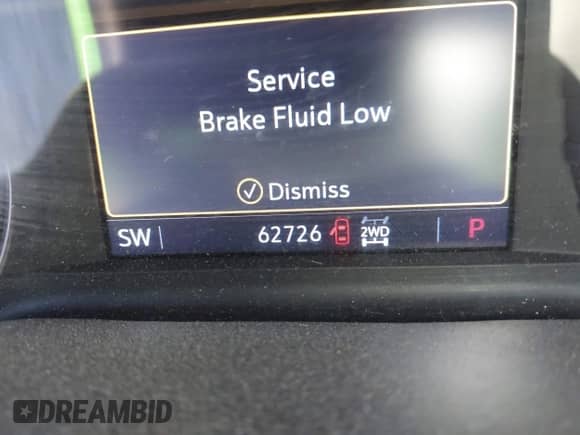 Service
Brake Fluid Low
Dismiss
SW 62726 2WD P
DREAMBID